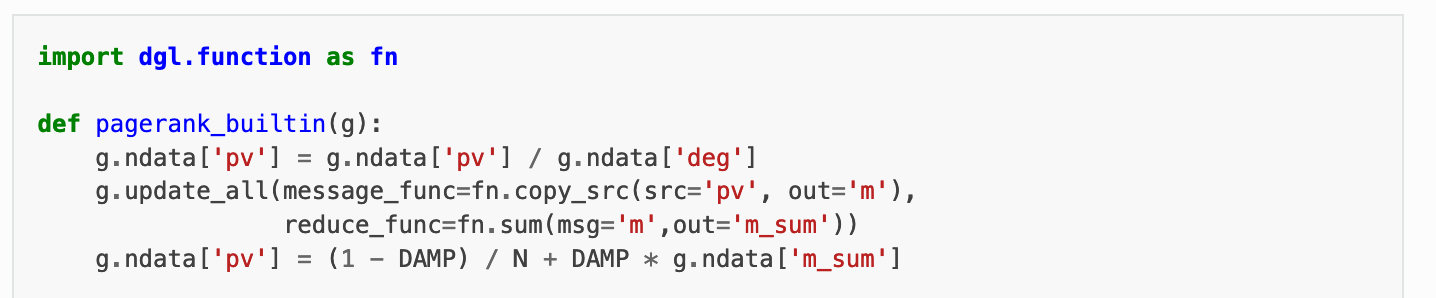 import dgl.function as fn

def pagerank_builtin(g):
    g.ndata['pv'] = g.ndata['pv'] / g.ndata['deg']
    g.update_all(message_func=fn.copy_src(src='pv', out='m'),
                 reduce_func=fn.sum(msg='m',out='m_sum'))
    g.ndata['pv'] = (1 - DAMP) / N + DAMP * g.ndata['m_sum']